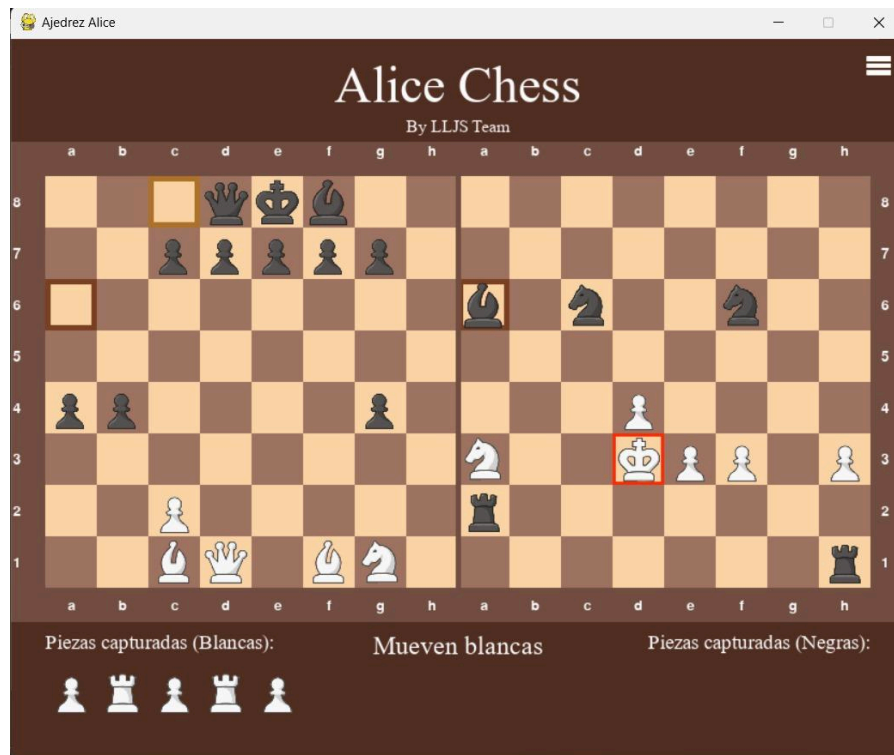 Ajedrez Alice
Alice Chess
By LLJS Team
a b c d e f g h a b c d e f g h
8 8
7 7
6 6
5 5
4 4
3 3
2 2
1 1
a b c d e f g h a b c d e f g h
Piezas capturadas (Blancas): Mueven blancas Piezas capturadas (Negras):